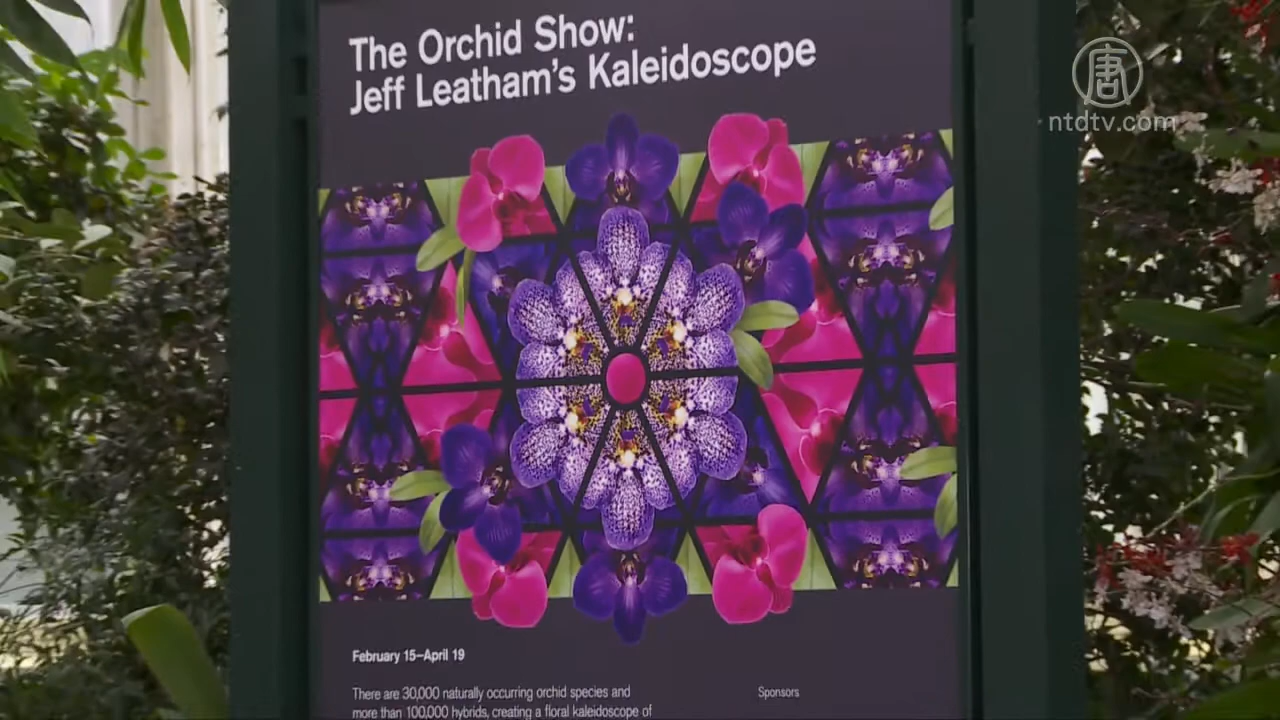 The Orchid Show:
Jeff Leatham's Kaleidoscope
唐
ntdtv.com
February 15–April 19
There are 30,000 naturally occurring orchid species and
more than 100,000 hybrids, creating a floral kaleidoscope of
Sponsors